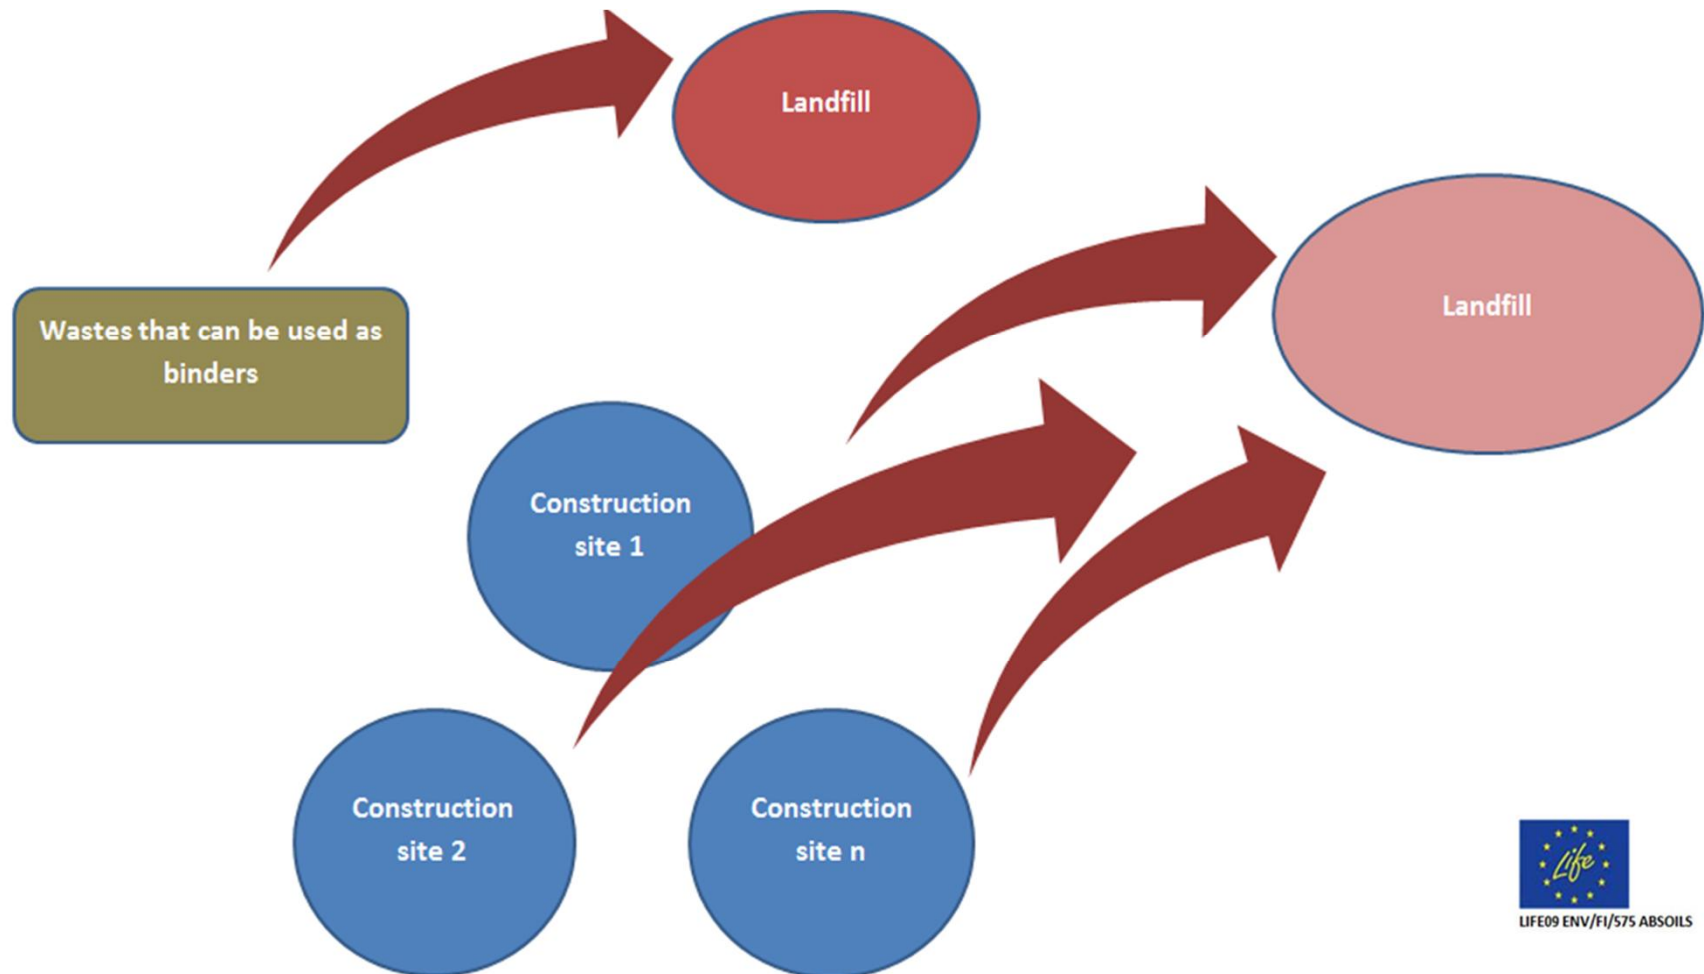 Landfill
Landfill
Wastes that can be used as
binders
Construction
site 1
Construction
site 2
Construction
site n
Life
LIFE09 ENV/FI/575 ABSOILS